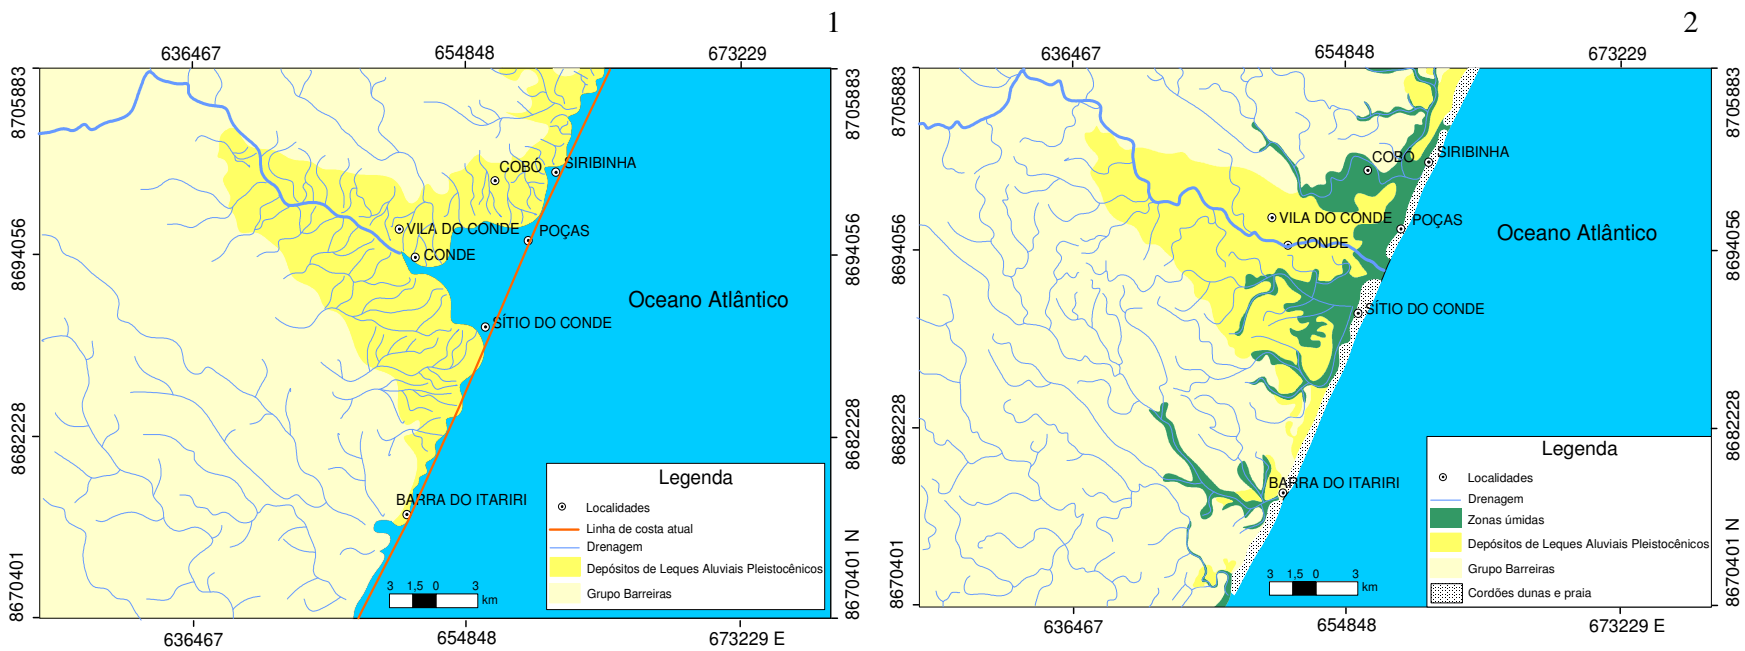 1
636467
654848
673229
8705883
8705883
COBÓ
SIRIBINHA
VILA DO CONDE
POÇAS
CONDE
8694056
8694056
Oceano Atlântico
SÍTIO DO CONDE
8682228
8682228
BARRA DO ITARIRI
Legenda
Localidades
Linha de costa atual
Drenagem
Depósitos de Leques Aluviais Pleistocênicos
Grupo Barreiras
3 1,5 0 3
km
8670401
8670401 N
636467
654848
673229 E
2
636467
654848
673229
8705883
8705883
COBÓ
SIRIBINHA
VILA DO CONDE
POÇAS
CONDE
8694056
8694056
Oceano Atlântico
SÍTIO DO CONDE
8682228
8682228
BARRA DO ITARIRI
Legenda
Localidades
Drenagem
Zonas úmidas
Depósitos de Leques Aluviais Pleistocênicos
Grupo Barreiras
Cordões dunas e praia
3 1,5 0 3
km
8670401
8670401 N
636467
654848
673229 E